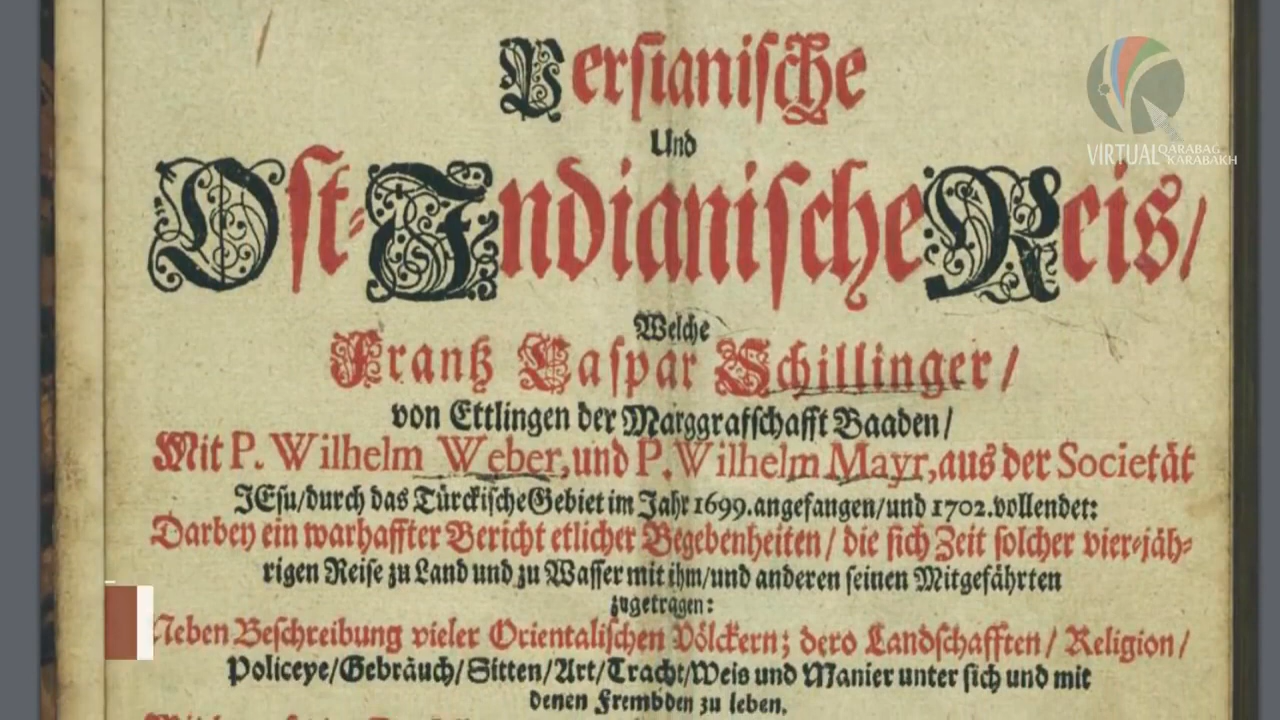 Persianische
Und
Ost-Indianische Reis/
Welche
Frantz Caspar Schillinger/
von Ettlingen der Marggrafschafft Baaden/
Mit P. Wilhelm Weber, und P. Wilhelm Mayr, aus der Societät
JEsu/durch das Türckische Gebiet im Jahr 1699. angefangen/und 1702. vollendet:
Darbey ein warhaffter Bericht etlicher Begebenheiten/ die sich Zeit solcher vier-jäh-
rigen Reise zu Land und zu Wasser mit ihm/und anderen seinen Mitgefährten
zugetragen:
Neben Beschreibung vieler Orientalischen Völckern; dero Landschafften/ Religion/
Policeye/Gebräuch/Sitten/Art/Tracht/Weis und Manier unter sich und mit
denen Frembden zu leben.
VIRTUAL QARABAG KARABAKH